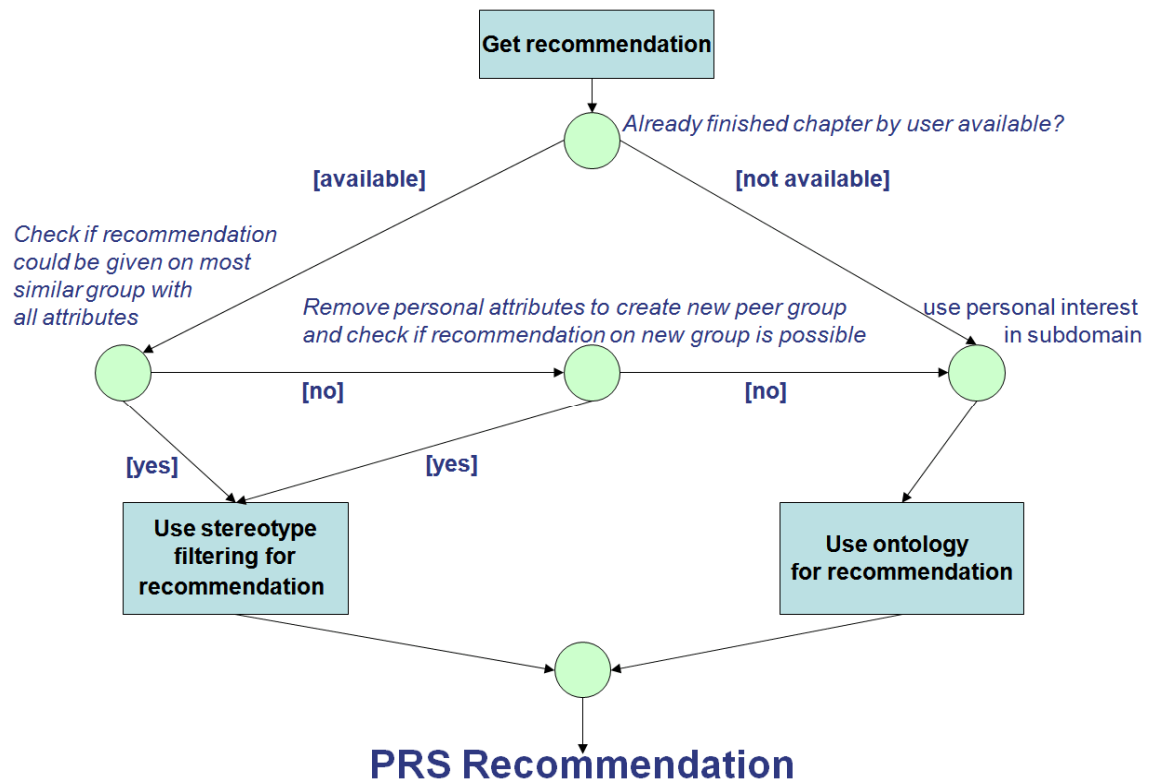 Get recommendation
Already finished chapter by user available?
[available]
[not available]
Check if recommendation
could be given on most
similar group with
all attributes
Remove personal attributes to create new peer group
and check if recommendation on new group is possible
use personal interest
in subdomain
[no]
[no]
[yes]
[yes]
Use stereotype
filtering for
recommendation
Use ontology
for recommendation
PRS Recommendation